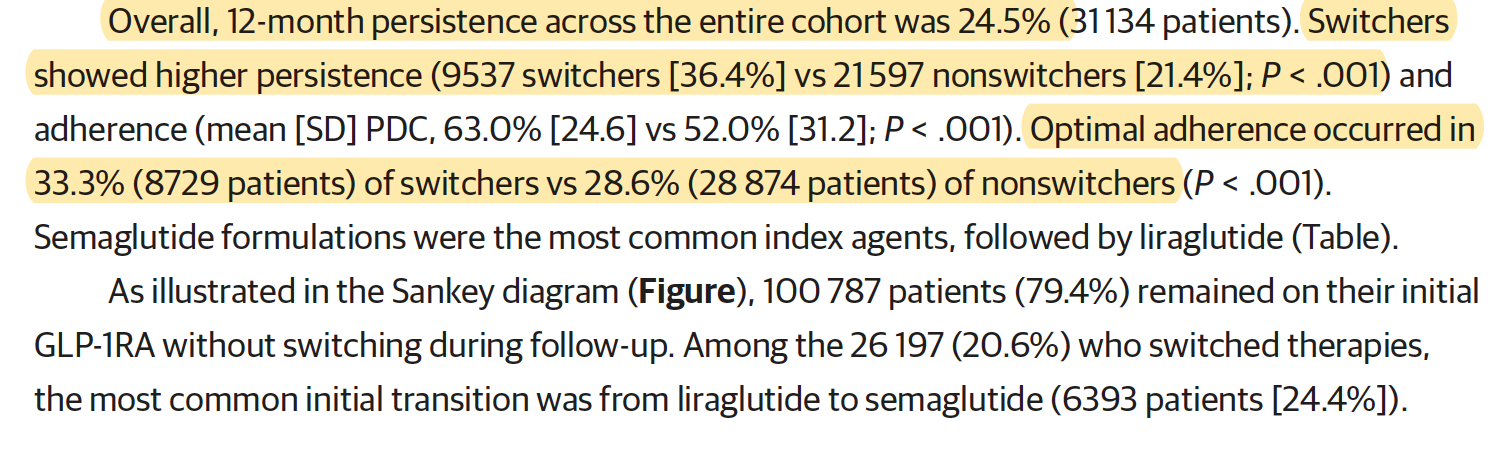 Overall, 12-month persistence across the entire cohort was 24.5% (31 134 patients). Switchers
showed higher persistence (9537 switchers [36.4%] vs 21 597 nonswitchers [21.4%]; P < .001) and
adherence (mean [SD] PDC, 63.0% [24.6] vs 52.0% [31.2]; P < .001). Optimal adherence occurred in
33.3% (8729 patients) of switchers vs 28.6% (28 874 patients) of nonswitchers (P < .001).
Semaglutide formulations were the most common index agents, followed by liraglutide (Table).
As illustrated in the Sankey diagram (Figure), 100 787 patients (79.4%) remained on their initial
GLP-1RA without switching during follow-up. Among the 26 197 (20.6%) who switched therapies,
the most common initial transition was from liraglutide to semaglutide (6393 patients [24.4%]).